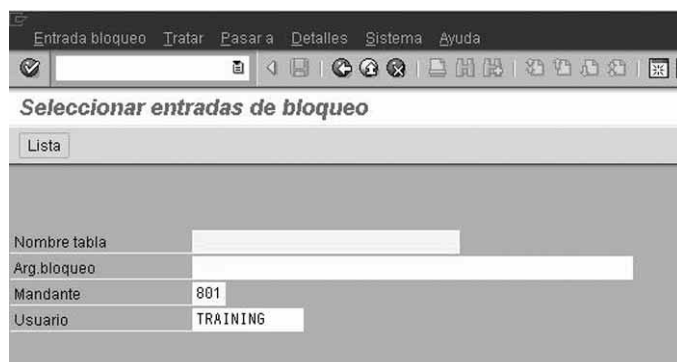 Entrada bloqueo Tratar Pasar a Detalles Sistema Ayuda
Seleccionar entradas de bloqueo
Lista
Nombre tabla
Arg.bloqueo
Mandante 801
Usuario TRAINING